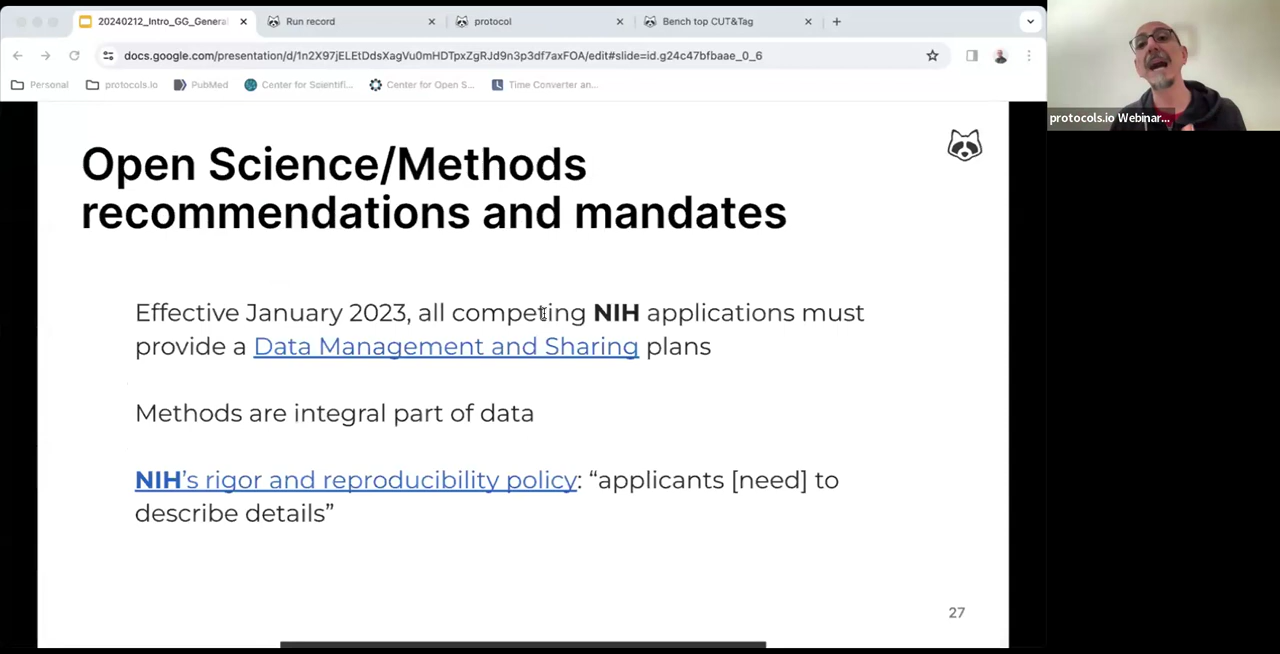 20240212_Intro_GG_General
Run record
protocol
Bench top CUT&Tag
docs.google.com/presentation/d/1n2X97jELEtDdsXagVu0mHDTpxZgRJd9n3p3df7axFOA/edit#slide=id.g24c47bfbaae_0_6
Personal
protocols.io
PubMed
Center for Scientifi...
Center for Open S...
Time Converter an...
protocols.io Webinar...
Open Science/Methods
recommendations and mandates
Effective January 2023, all competing NIH applications must
provide a Data Management and Sharing plans
Methods are integral part of data
NIH’s rigor and reproducibility policy: “applicants [need] to
describe details”
27